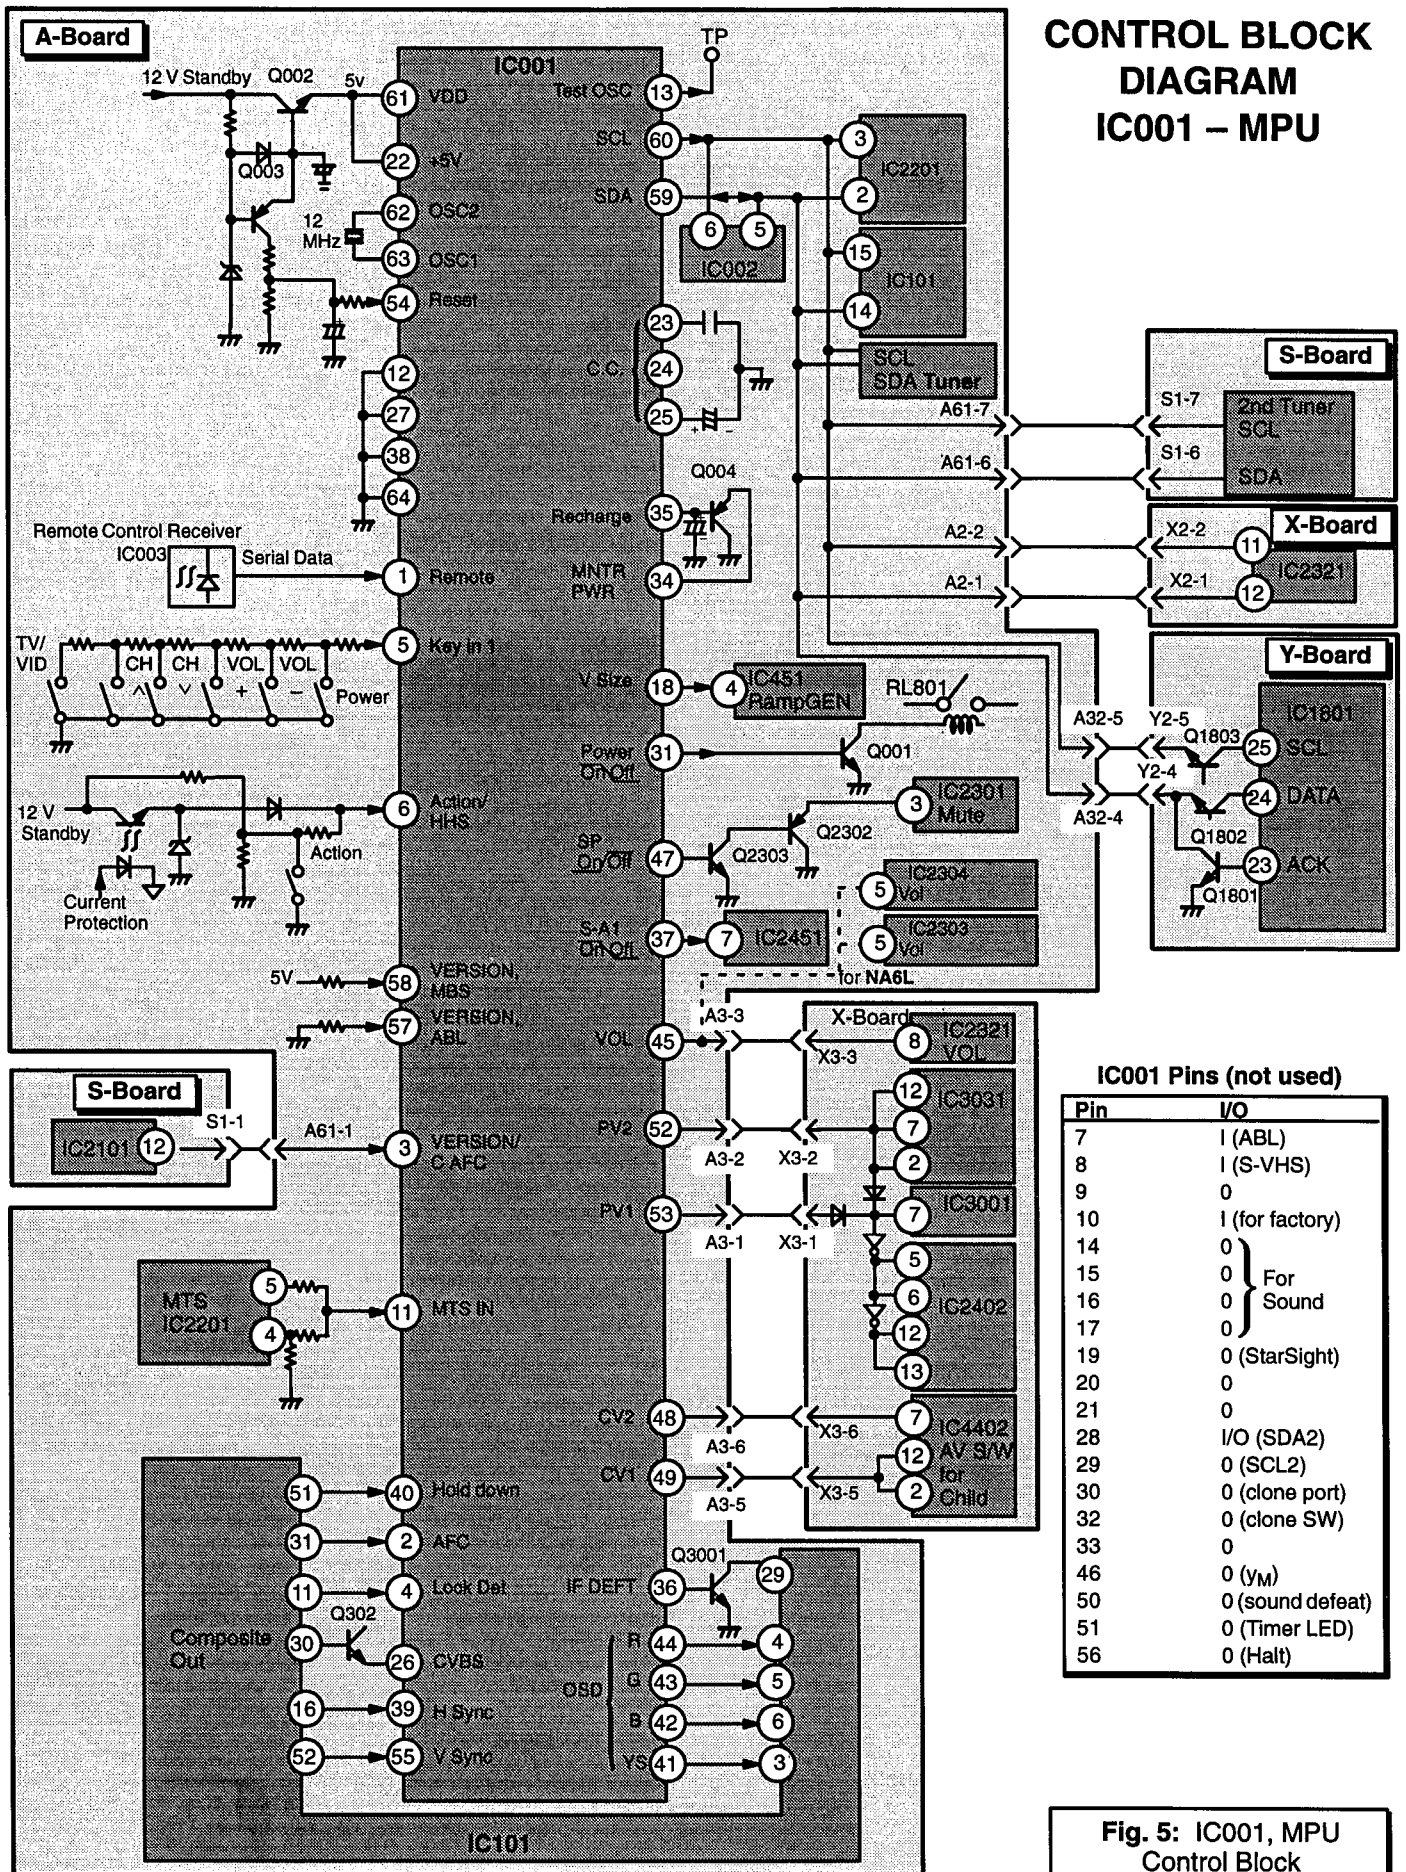 A-Board
CONTROL BLOCK
DIAGRAM
IC001 – MPU
12 V Standby
Q002
5v
61
VDD
22
+5V
Q003
62
OSC2
12
MHz
63
OSC1
54
Reset
12
27
38
64
Remote Control Receiver
IC003
Serial Data
1
Remote
TV/
VID
CH
^
CH
v
VOL
+
VOL
–
Power
5
Key in 1
12 V
Standby
Current
Protection
Action
6
Action/
HHS
5V
58
VERSION,
MBS
57
VERSION,
ABL
S-Board
IC2101
12
S1-1
A61-1
3
VERSION/
C AFC
MTS
IC2201
5
4
11
MTS IN
IC001
TP
Test OSC
13
SCL
60
SDA
59
6
5
IC002
3
2
IC2201
15
14
IC101
SCL
SDA Tuner
C.C.
23
24
25
+
–
Q004
Recharge
35
MNTR
PWR
34
V Size
18
4
IC451
RampGEN
RL801
Power
On Off
31
Q001
3
IC2301
Mute
Q2302
SP
On/Off
47
Q2303
5
IC2304
Vol
5
IC2303
Vol
for NA6L
S-A1
On Off
37
7
IC2451
A61-7
S1-7
A61-6
S1-6
S-Board
2nd Tuner
SCL
SDA
A2-2
X2-2
A2-1
X2-1
X-Board
11
12
IC2321
Y-Board
A32-5
Y2-5
Q1803
25
SCL
IC1801
Y2-4
A32-4
Q1802
24
DATA
Q1801
23
ACK
VOL
45
A3-3
X-Board
X3-3
8
IC2321
VOL
PV2
52
A3-2
X3-2
12
7
2
IC3031
PV1
53
A3-1
X3-1
7
IC3001
5
6
12
13
IC2402
CV2
48
A3-6
X3-6
7
CV1
49
A3-5
X3-5
12
2
IC4402
AV S/W
for
Child
51
40
Hold down
31
2
AFC
11
4
Lock Det
Q302
Composite
Out
30
26
CVBS
16
39
H Sync
52
55
V Sync
IF DEFT
36
Q3001
29
OSD
R
44
4
G
43
5
B
42
6
YS
41
3
IC101
IC001 Pins (not used)
Pin I/O
7 I (ABL)
8 I (S-VHS)
9 0
10 I (for factory)
14 0
15 0
16 0
17 0
For
Sound
19 0 (StarSight)
20 0
21 0
28 I/O (SDA2)
29 0 (SCL2)
30 0 (clone port)
32 0 (clone SW)
33 0
46 0 (yM)
50 0 (sound defeat)
51 0 (Timer LED)
56 0 (Halt)
Fig. 5: IC001, MPU
Control Block